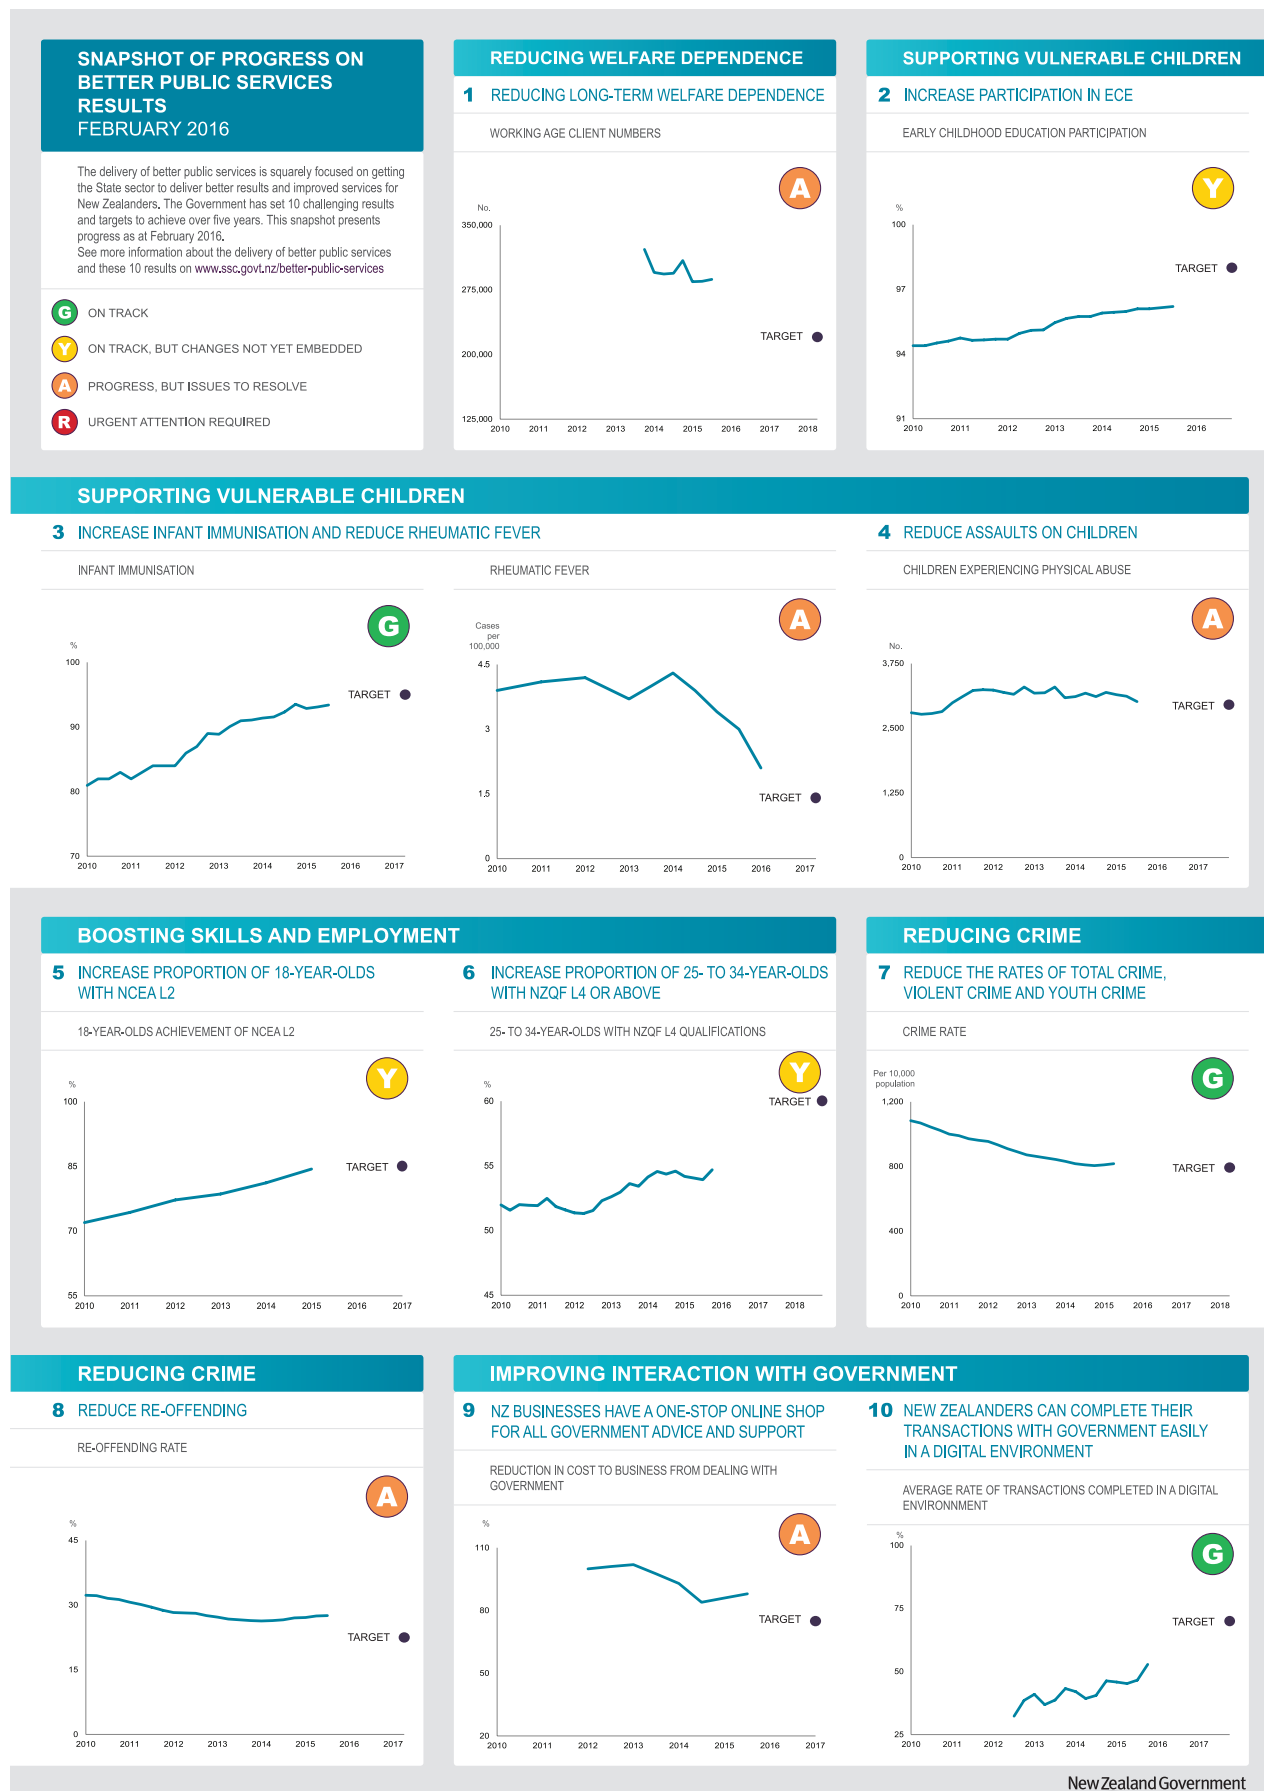 SNAPSHOT OF PROGRESS ON
BETTER PUBLIC SERVICES
RESULTS
FEBRUARY 2016
The delivery of better public services is squarely focused on getting
the State sector to deliver better results and improved services for
New Zealanders. The Government has set 10 challenging results
and targets to achieve over five years. This snapshot presents
progress as at February 2016.
See more information about the delivery of better public services
and these 10 results on www.ssc.govt.nz/better-public-services
G ON TRACK
Y ON TRACK, BUT CHANGES NOT YET EMBEDDED
A PROGRESS, BUT ISSUES TO RESOLVE
R URGENT ATTENTION REQUIRED
REDUCING WELFARE DEPENDENCE
1 REDUCING LONG-TERM WELFARE DEPENDENCE
WORKING AGE CLIENT NUMBERS
A
No.
350,000
275,000
TARGET
200,000
125,000
2010 2011 2012 2013 2014 2015 2016 2017 2018
SUPPORTING VULNERABLE CHILDREN
2 INCREASE PARTICIPATION IN ECE
EARLY CHILDHOOD EDUCATION PARTICIPATION
Y
%
100
TARGET
97
94
91
2010 2011 2012 2013 2014 2015 2016
SUPPORTING VULNERABLE CHILDREN
3 INCREASE INFANT IMMUNISATION AND REDUCE RHEUMATIC FEVER
INFANT IMMUNISATION
G
%
100
TARGET
90
80
70
2010 2011 2012 2013 2014 2015 2016 2017
RHEUMATIC FEVER
A
Cases
per
100,000
4.5
3
1.5
TARGET
0
2010 2011 2012 2013 2014 2015 2016 2017
4 REDUCE ASSAULTS ON CHILDREN
CHILDREN EXPERIENCING PHYSICAL ABUSE
A
No.
3,750
TARGET
2,500
1,250
0
2010 2011 2012 2013 2014 2015 2016 2017
BOOSTING SKILLS AND EMPLOYMENT
5 INCREASE PROPORTION OF 18-YEAR-OLDS
WITH NCEA L2
18-YEAR-OLDS ACHIEVEMENT OF NCEA L2
Y
%
100
85
TARGET
70
55
2010 2011 2012 2013 2014 2015 2016 2017
6 INCREASE PROPORTION OF 25- TO 34-YEAR-OLDS
WITH NZQF L4 OR ABOVE
25- TO 34-YEAR-OLDS WITH NZQF L4 QUALIFICATIONS
Y
%
60
TARGET
55
50
45
2010 2011 2012 2013 2014 2015 2016 2017 2018
REDUCING CRIME
7 REDUCE THE RATES OF TOTAL CRIME,
VIOLENT CRIME AND YOUTH CRIME
CRIME RATE
G
Per 10,000
population
1,200
800
TARGET
400
0
2010 2011 2012 2013 2014 2015 2016 2017 2018
REDUCING CRIME
8 REDUCE RE-OFFENDING
RE-OFFENDING RATE
A
%
45
30
TARGET
15
0
2010 2011 2012 2013 2014 2015 2016 2017
IMPROVING INTERACTION WITH GOVERNMENT
9 NZ BUSINESSES HAVE A ONE-STOP ONLINE SHOP
FOR ALL GOVERNMENT ADVICE AND SUPPORT
REDUCTION IN COST TO BUSINESS FROM DEALING WITH
GOVERNMENT
A
%
110
80
TARGET
50
20
2010 2011 2012 2013 2014 2015 2016 2017
10 NEW ZEALANDERS CAN COMPLETE THEIR
TRANSACTIONS WITH GOVERNMENT EASILY
IN A DIGITAL ENVIRONMENT
AVERAGE RATE OF TRANSACTIONS COMPLETED IN A DIGITAL
ENVIRONNMENT
G
%
100
75
TARGET
50
25
2010 2011 2012 2013 2014 2015 2016 2017
New Zealand Government